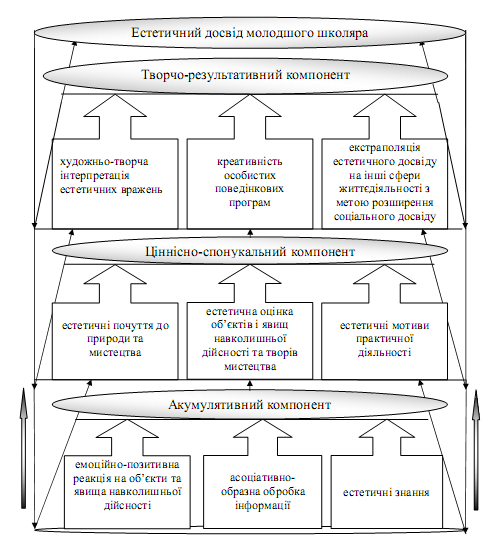 Естетичний досвід молодшого школяра
Творчо-результативний компонент
художньо-творча
інтерпретація
естетичних вражень
креативність
особистих
поведінкових
програм
екстраполяція
естетичного досвіду
на інші сфери
життєдіяльності з
метою розширення
соціального досвіду
Ціннісно-спонукальний компонент
естетичні почуття до
природи та
мистецтва
естетична оцінка
об’єктів і явищ
навколишньої
дійсності та творів
мистецтва
естетичні мотиви
практичної
діяльності
Акумулятивний компонент
емоційно-позитивна
реакція на об’єкти та
явища навколишньої
дійсності
асоціативно-
образна обробка
інформації
естетичні знання